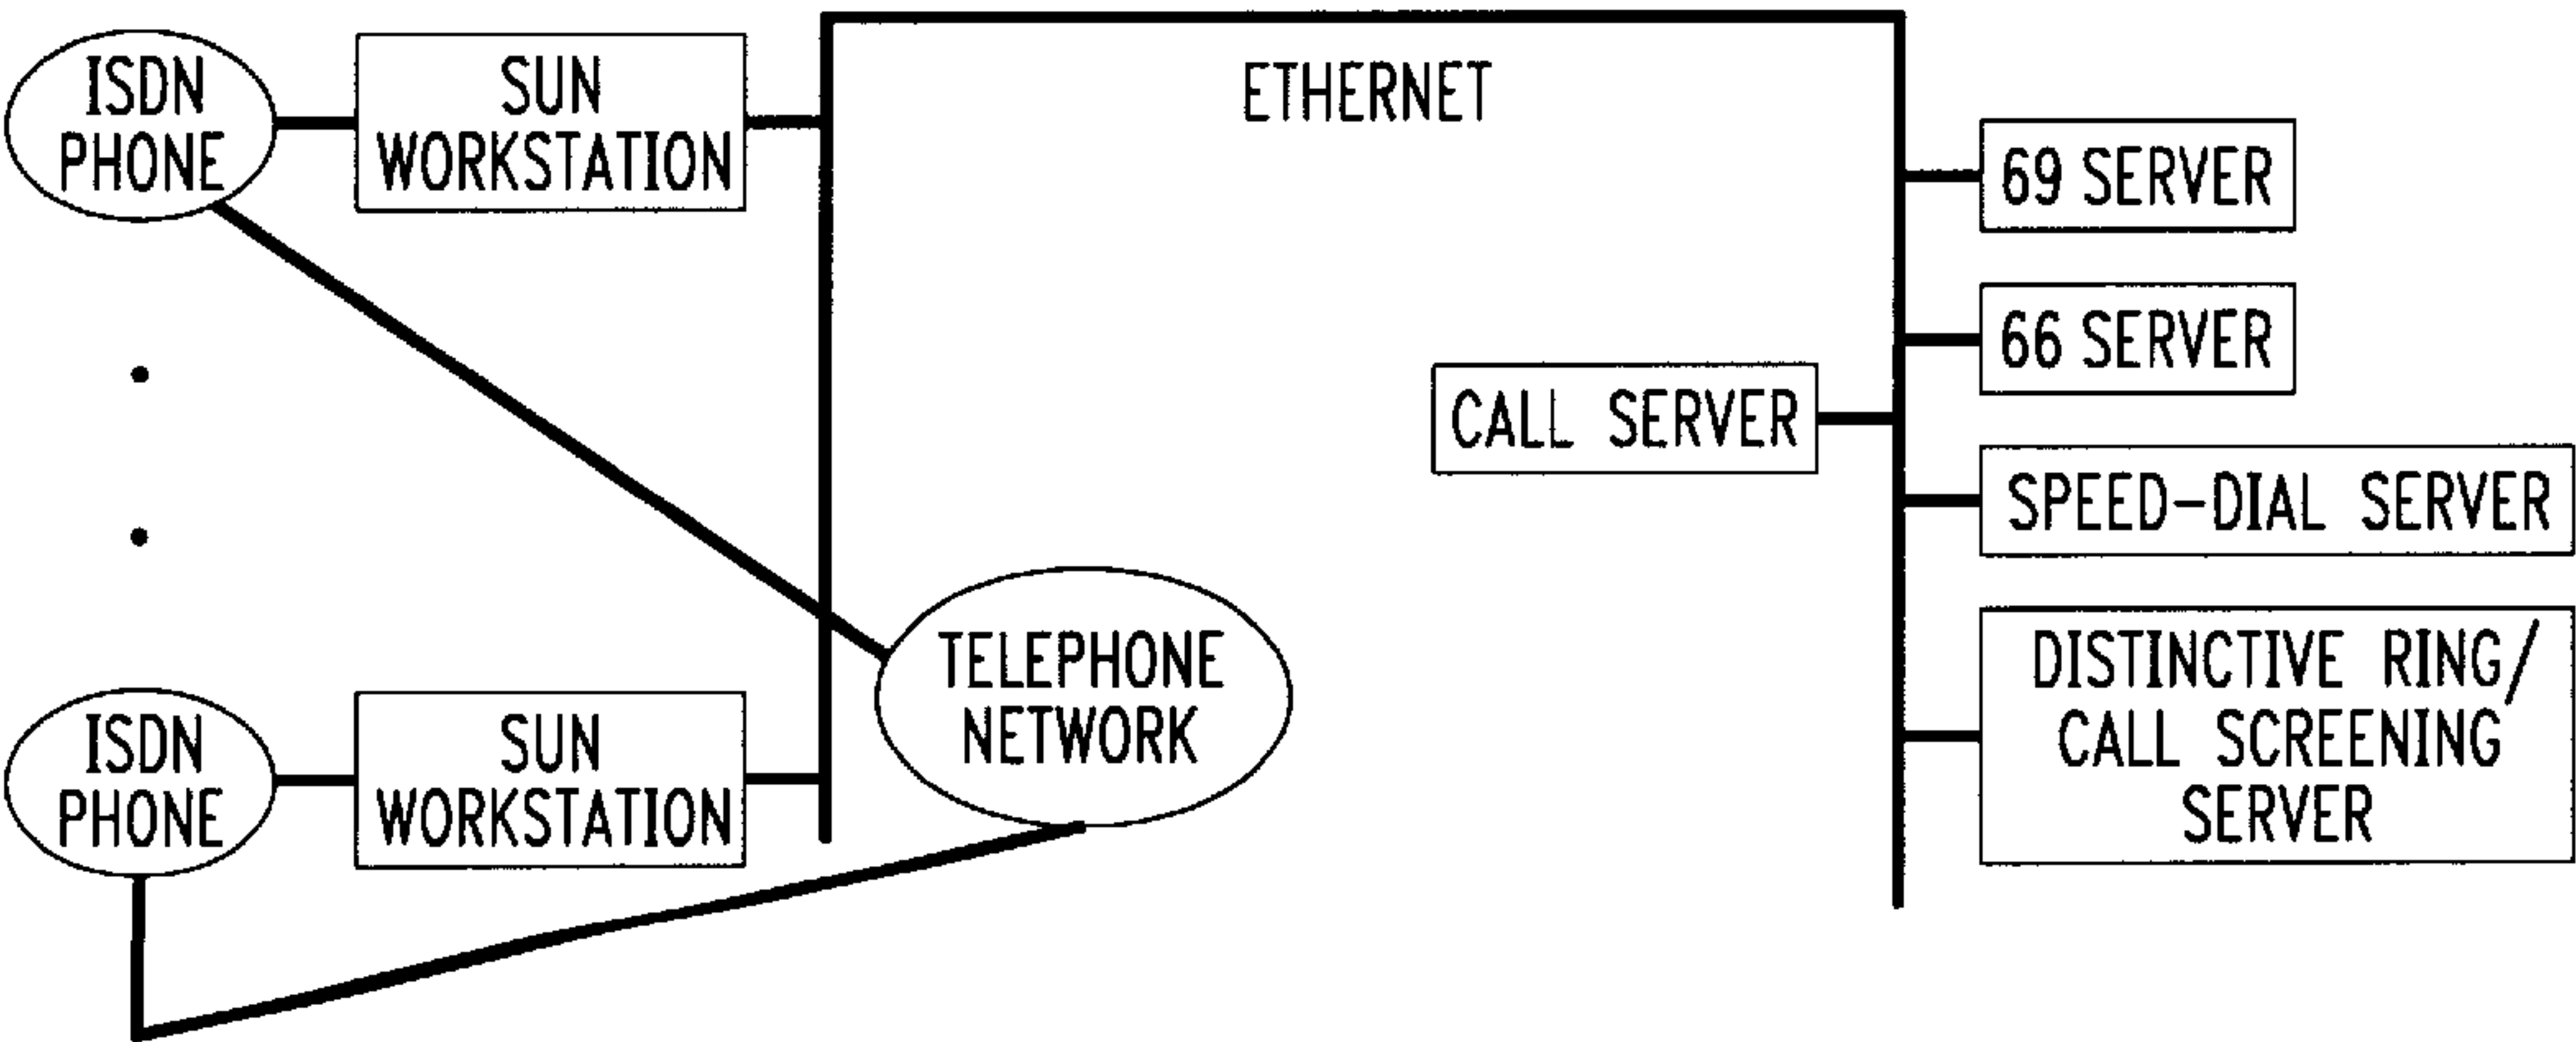 ISDN
PHONE
SUN
WORKSTATION
ETHERNET
69 SERVER
66 SERVER
CALL SERVER
SPEED-DIAL SERVER
TELEPHONE
NETWORK
DISTINCTIVE RING/
CALL SCREENING
SERVER
ISDN
PHONE
SUN
WORKSTATION